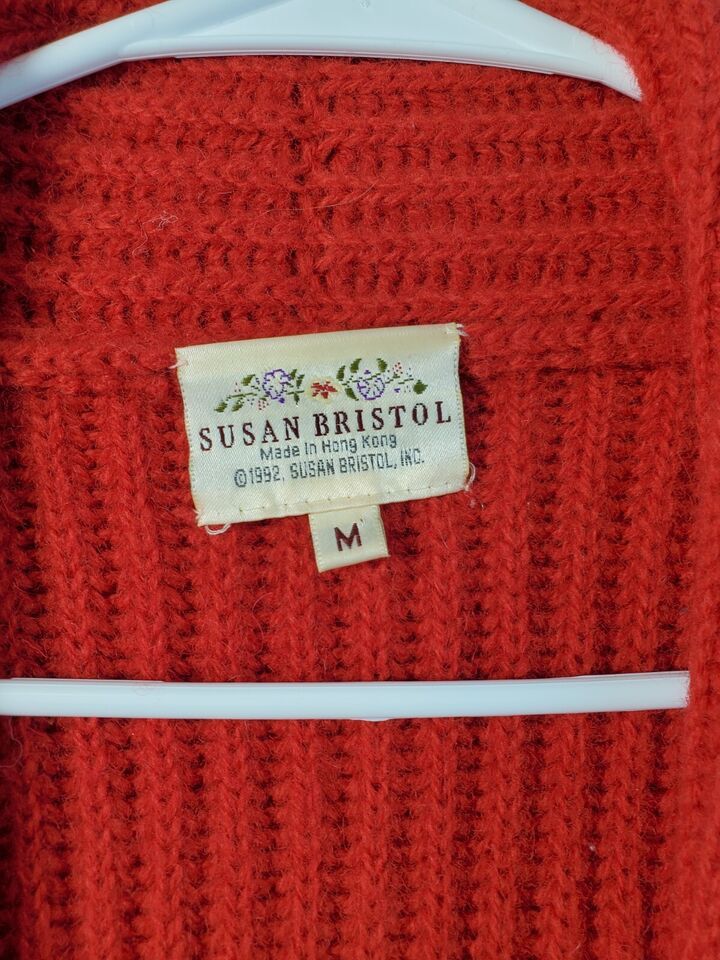 SUSAN BRISTOL
Made In Hong Kong
©1992, SUSAN BRISTOL, INC.
M